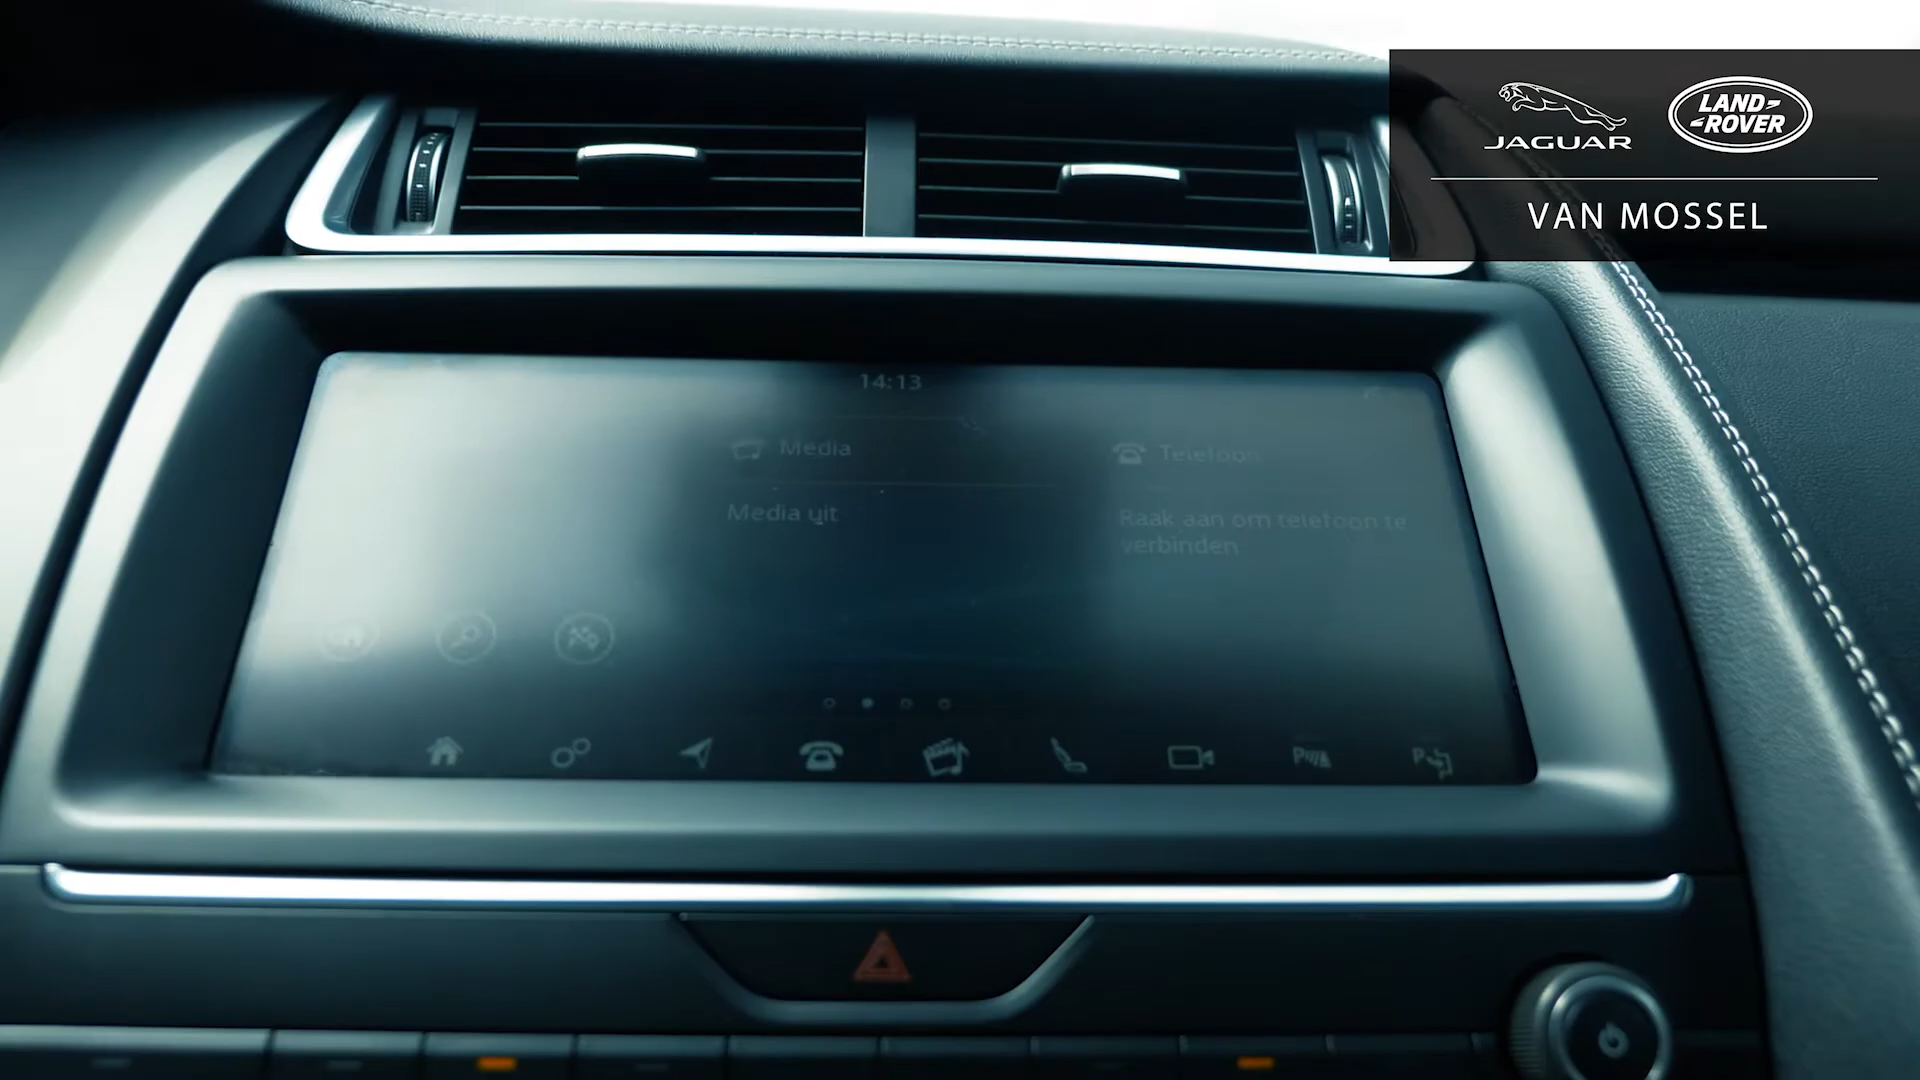 JAGUAR
LAND-
-ROVER
VAN MOSSEL
14:13
Media
Telefoon
Media uit
Raak aan om telefoon te
verbinden